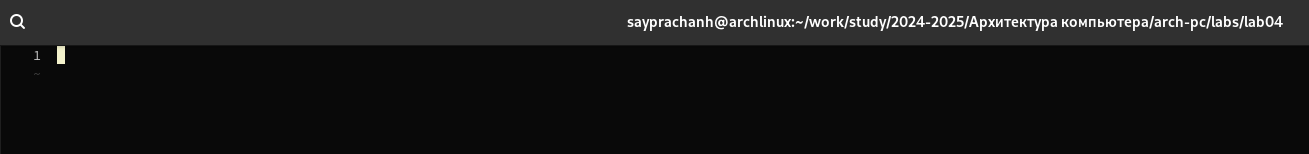 sayprachanh@archlinux:~/work/study/2024-2025/Архитектура компьютера/arch-pc/labs/lab04
1
~